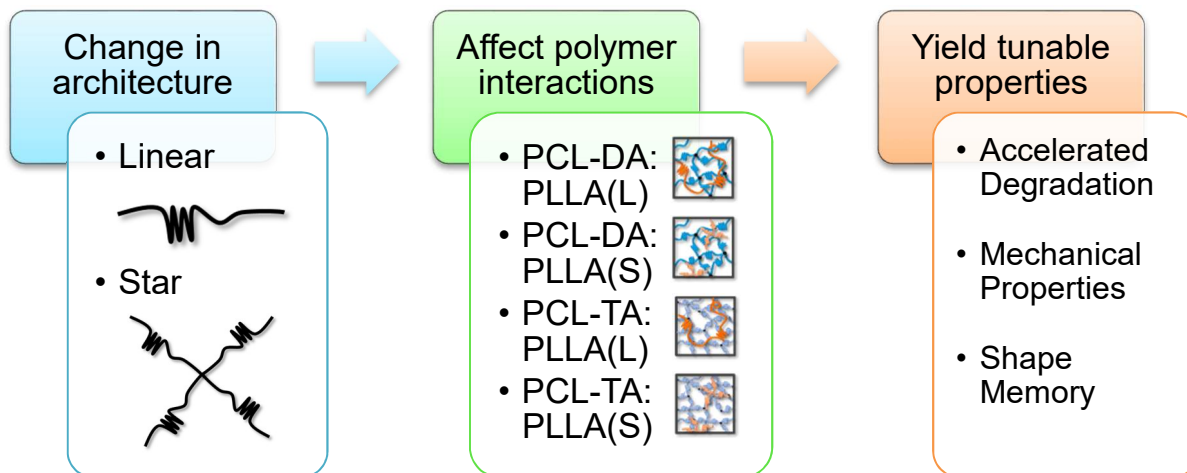 Change in
architecture
• Linear
• Star
Affect polymer
interactions
• PCL-DA:
PLLA(L)
• PCL-DA:
PLLA(S)
• PCL-TA:
PLLA(L)
• PCL-TA:
PLLA(S)
Yield tunable
properties
• Accelerated
Degradation
• Mechanical
Properties
• Shape
Memory